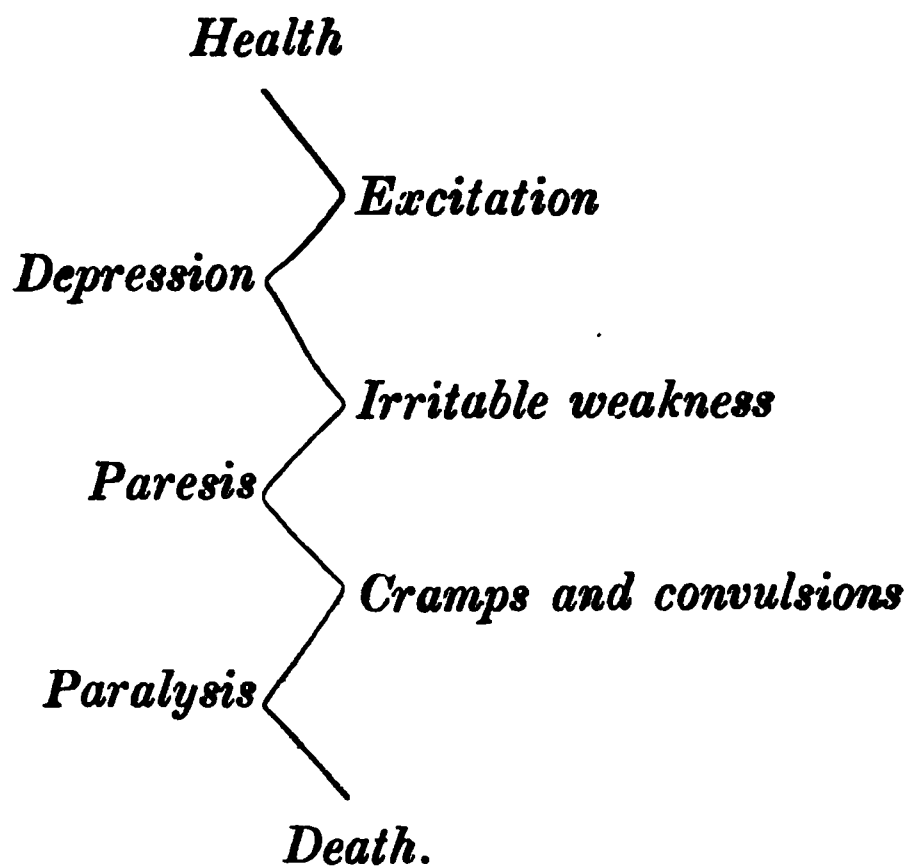 Health
Excitation
Depression
Irritable weakness
Paresis
Cramps and convulsions
Paralysis
Death.